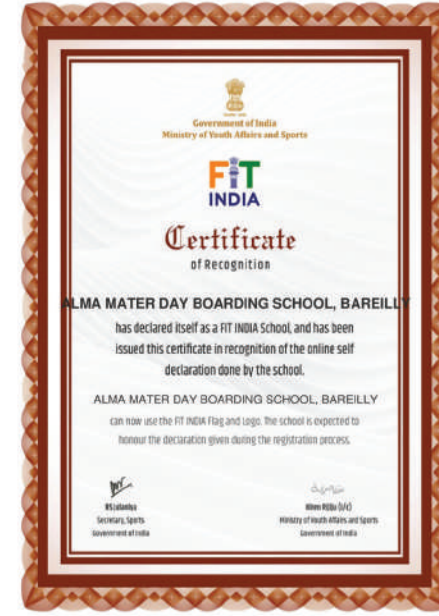 Government of India
Ministry of Youth Affairs and Sports
FiT
INDIA
Certificate
of Recognition
ALMA MATER DAY BOARDING SCHOOL, BAREILLY
has declared itself as a FIT INDIA School, and has been
issued this certificate in recognition of the online self
declaration done by the school.
ALMA MATER DAY BOARDING SCHOOL, BAREILLY
can now use the FIT INDIA Flag and Logo. The school is expected to
honour the declaration given during the registration process.
RS Julaniya
Secretary, Sports
Government of India
Kiren Rijiju (I/c)
Ministry of Youth Affairs and Sports
Government of India